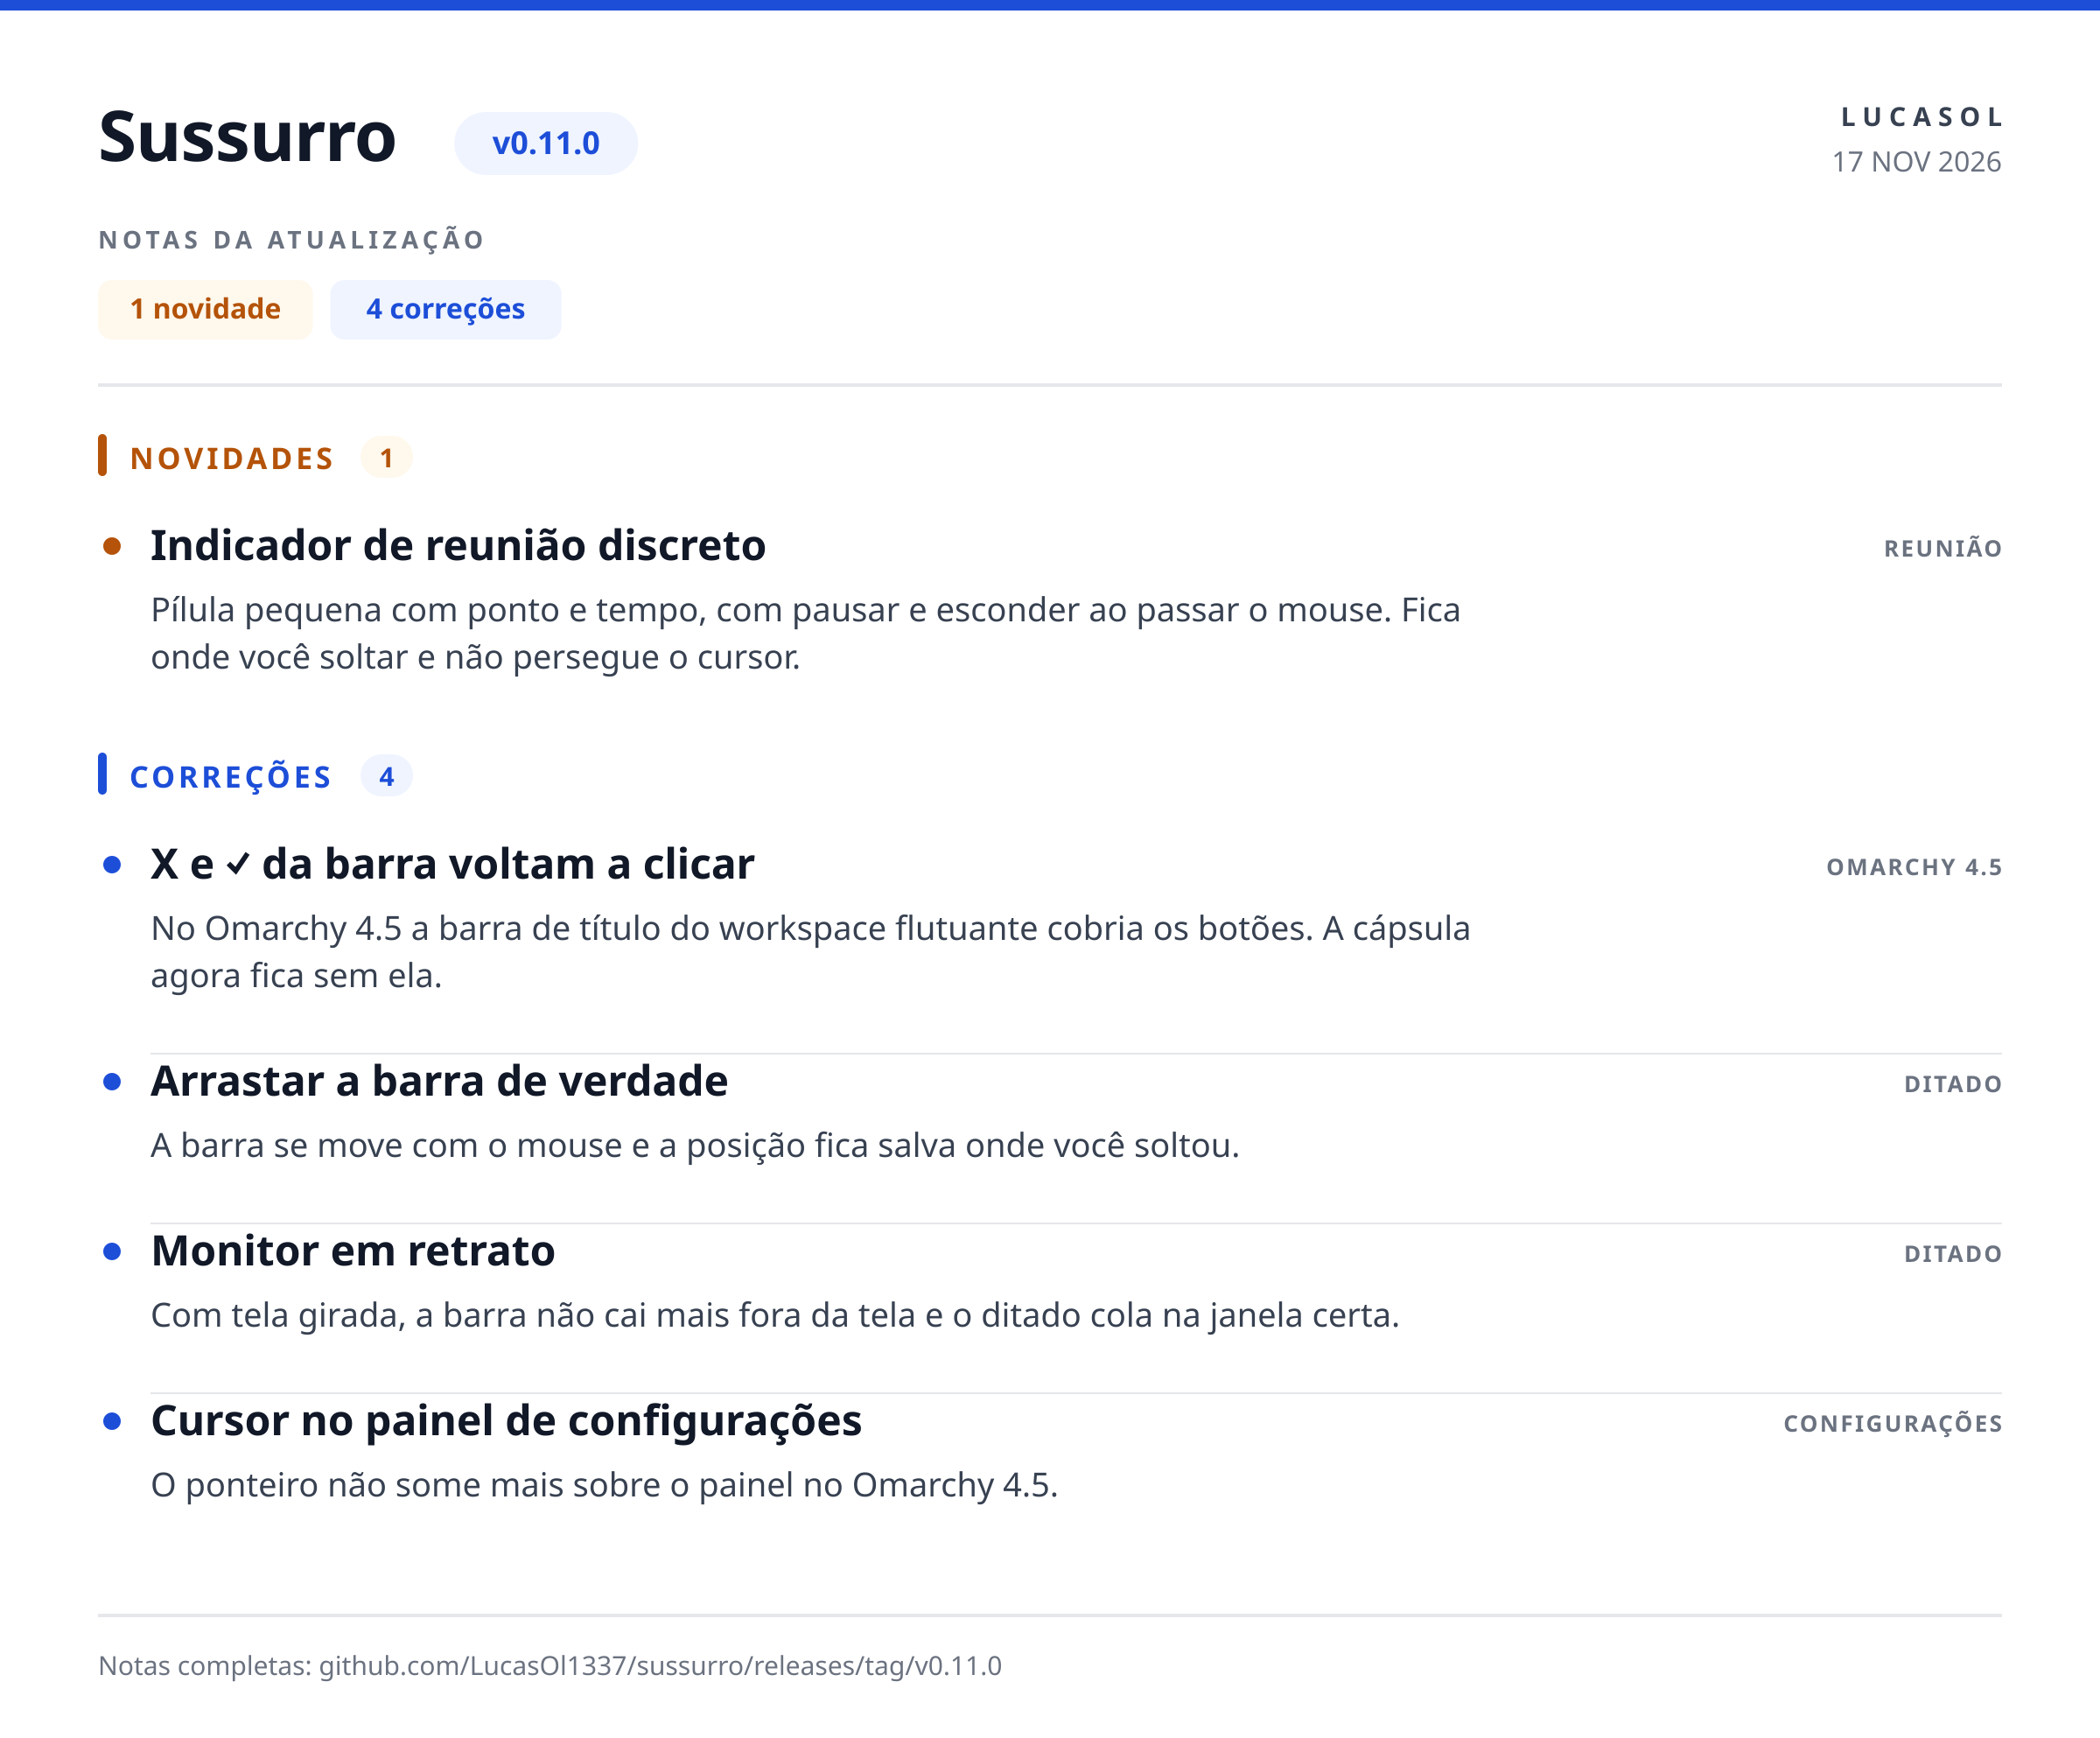 Sussurro v0.11.0
LUCASOL
17 NOV 2026
NOTAS DA ATUALIZAÇÃO
1 novidade 4 correções
NOVIDADES 1
Indicador de reunião discreto REUNIÃO
Pílula pequena com ponto e tempo, com pausar e esconder ao passar o mouse. Fica
onde você soltar e não persegue o cursor.
CORREÇÕES 4
X e ✓ da barra voltam a clicar OMARCHY 4.5
No Omarchy 4.5 a barra de título do workspace flutuante cobria os botões. A cápsula
agora fica sem ela.
Arrastar a barra de verdade DITADO
A barra se move com o mouse e a posição fica salva onde você soltou.
Monitor em retrato DITADO
Com tela girada, a barra não cai mais fora da tela e o ditado cola na janela certa.
Cursor no painel de configurações CONFIGURAÇÕES
O ponteiro não some mais sobre o painel no Omarchy 4.5.
Notas completas: github.com/LucasOl1337/sussurro/releases/tag/v0.11.0